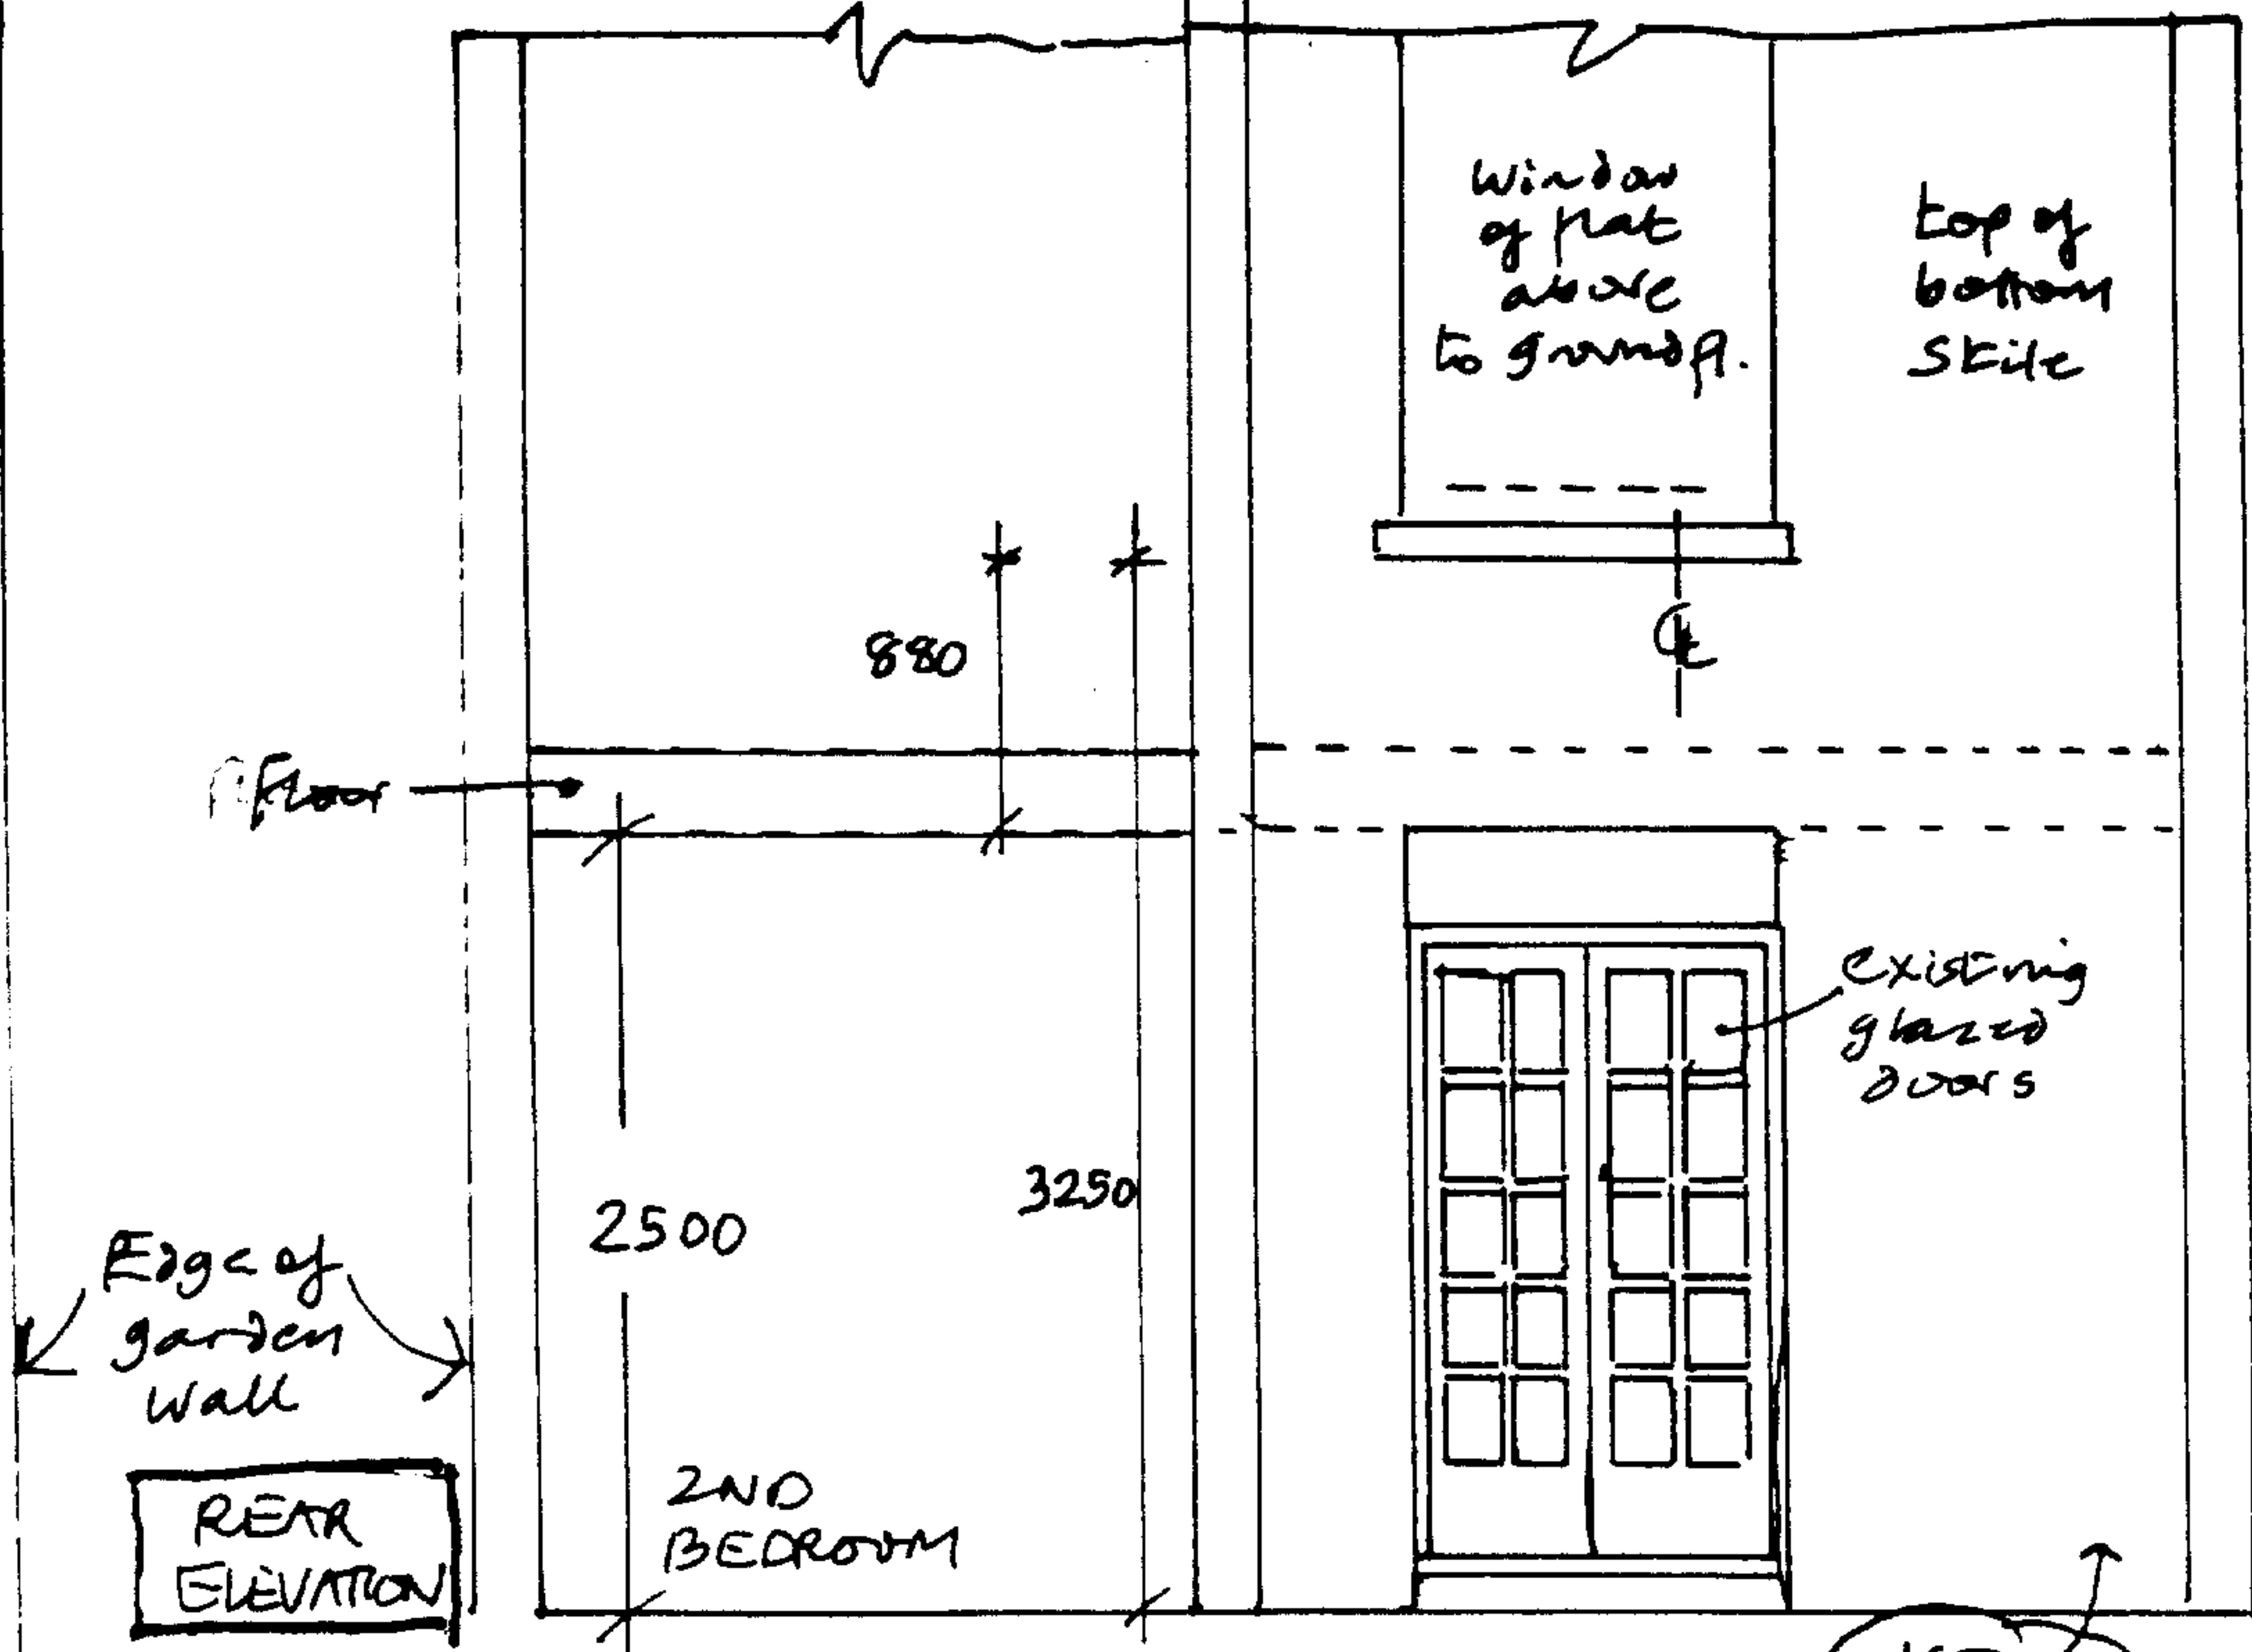 window
of flat
above
to ground fl.
top of
bottom
stile
880
℄
floor
existing
glazed
doors
3250
2500
Edge of
garden
wall
2ND
BEDROOM
REAR
ELEVATION